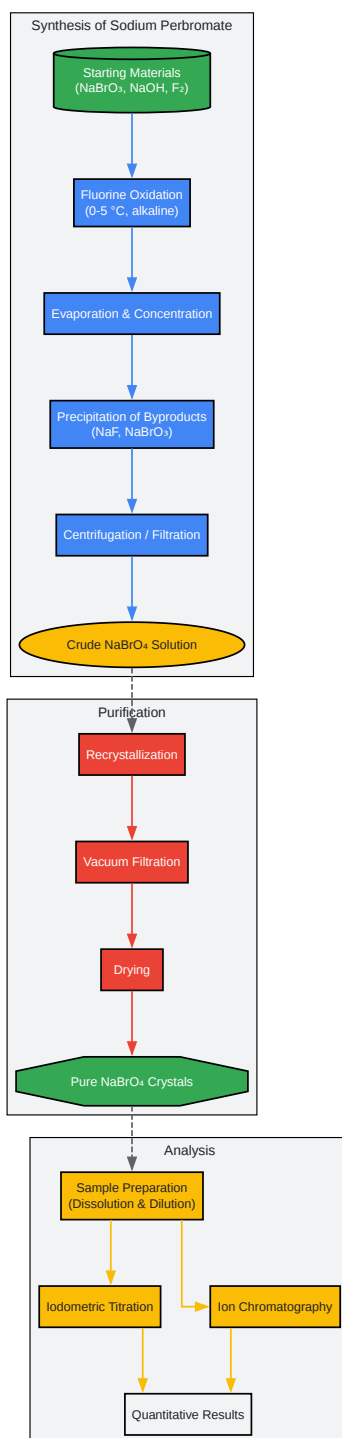 Synthesis of Sodium Perbromate
Starting Materials
(NaBrO₃, NaOH, F₂)
Fluorine Oxidation
(0-5 °C, alkaline)
Evaporation & Concentration
Precipitation of Byproducts
(NaF, NaBrO₃)
Centrifugation / Filtration
Crude NaBrO₄ Solution
Purification
Recrystallization
Vacuum Filtration
Drying
Pure NaBrO₄ Crystals
Analysis
Sample Preparation
(Dissolution & Dilution)
Iodometric Titration
Ion Chromatography
Quantitative Results